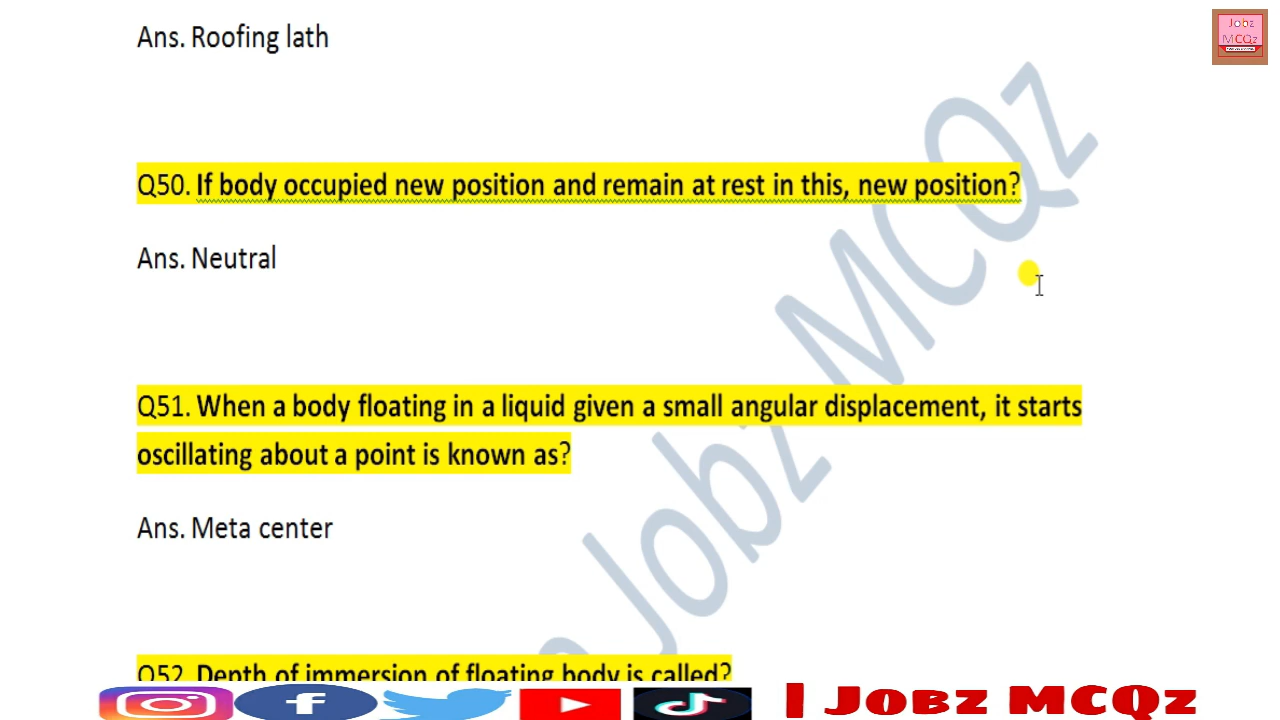 Jobz
MCQz
Ans. Roofing lath
Q50. If body occupied new position and remain at rest in this, new position?
Ans. Neutral
Q51. When a body floating in a liquid given a small angular displacement, it starts
oscillating about a point is known as?
Ans. Meta center
Q52. Depth of immersion of floating body is called?
Jobz MCQz
| Jobz MCQz